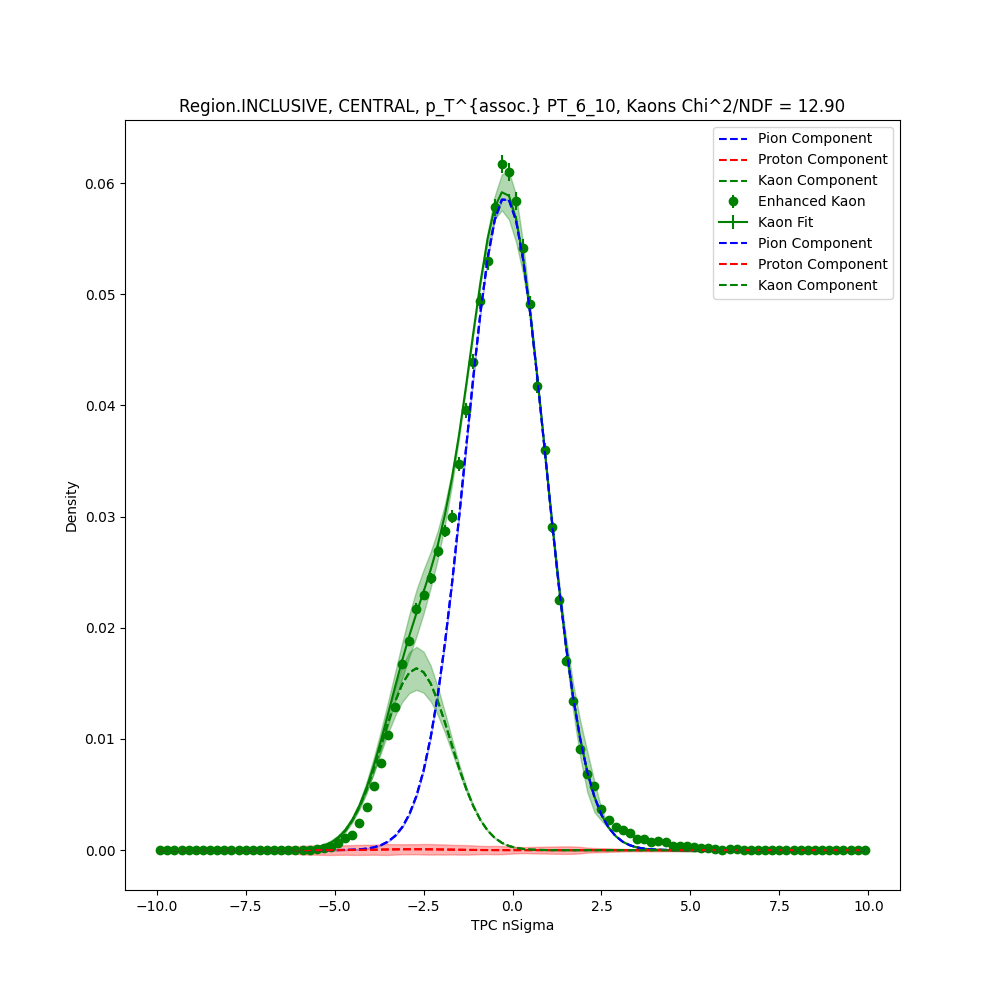 Region.INCLUSIVE, CENTRAL, p_T^{assoc.} PT_6_10, Kaons Chi^2/NDF = 12.90
Pion Component
Proton Component
Kaon Component
Enhanced Kaon
Kaon Fit
Pion Component
Proton Component
Kaon Component
0.06
0.05
0.04
0.03
0.02
0.01
0.00
Density
−10.0 −7.5 −5.0 −2.5 0.0 2.5 5.0 7.5 10.0
TPC nSigma